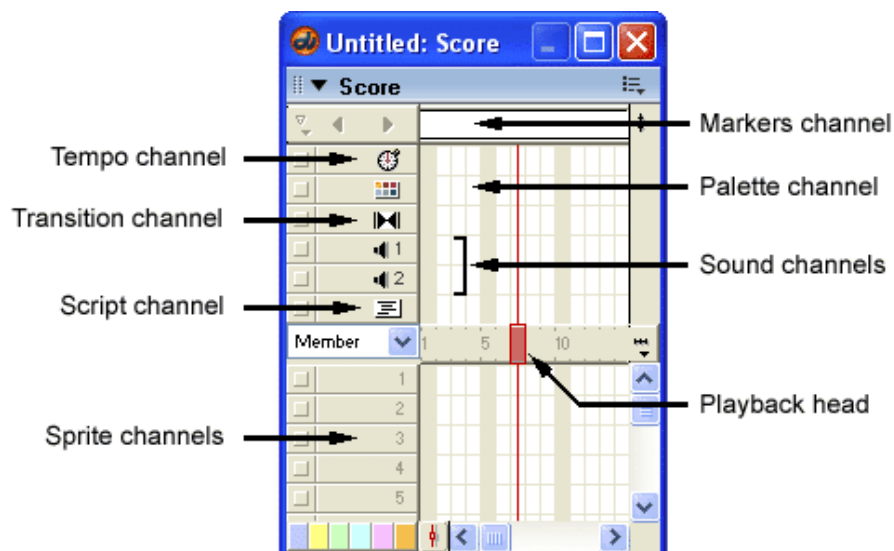 Untitled: Score
Score
Markers channel
Tempo channel
Palette channel
Transition channel
1
Sound channels
2
Script channel
Member
1 5 10
Playback head
1
2
Sprite channels
3
4
5